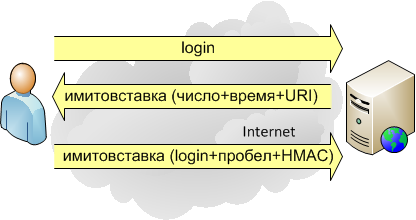 login
имитовставка (число+время+URI)
Internet
имитовставка (login+пробел+HMAC)